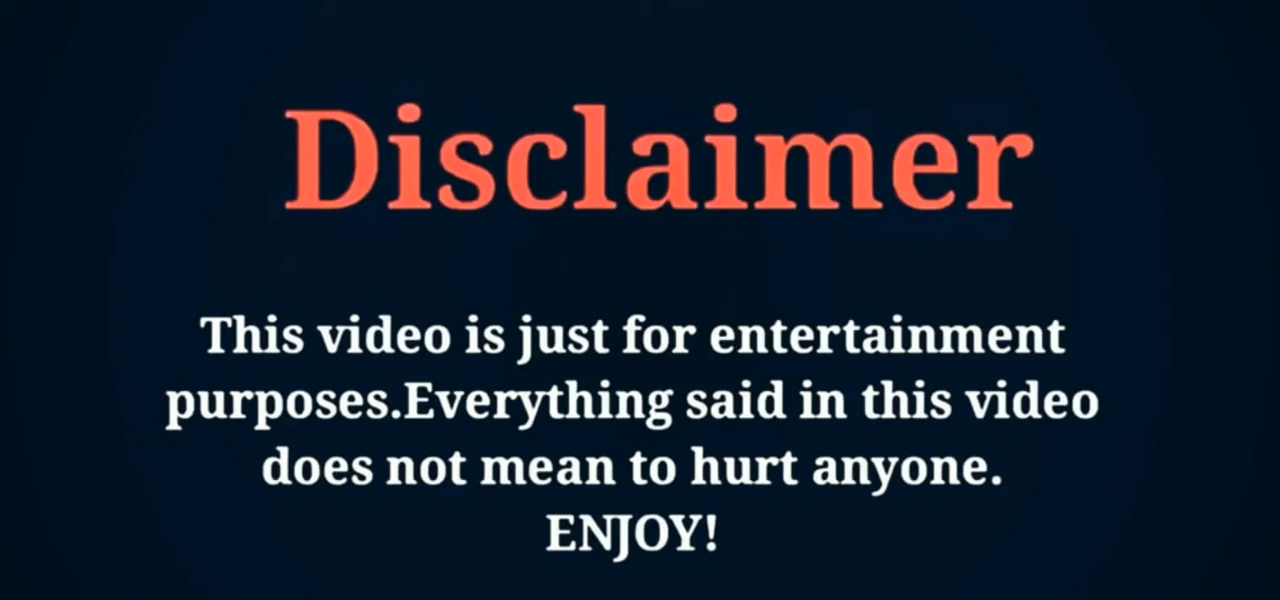 Disclaimer
This video is just for entertainment
purposes.Everything said in this video
does not mean to hurt anyone.
ENJOY!